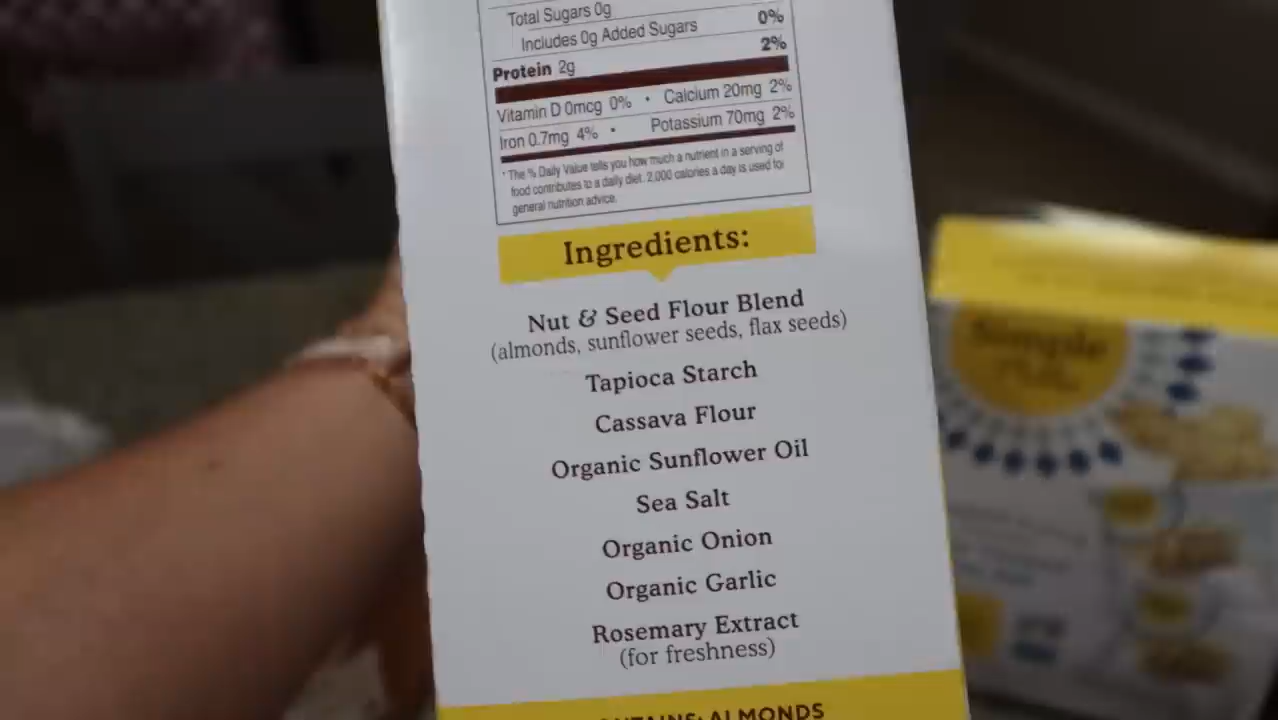 Total Sugars 0g
Includes 0g Added Sugars 0%
Protein 2g 2%
Vitamin D 0mcg 0% • Calcium 20mg 2%
Iron 0.7mg 4% • Potassium 70mg 2%
* The % Daily Value tells you how much a nutrient in a serving of
food contributes to a daily diet. 2,000 calories a day is used for
general nutrition advice.
Ingredients:
Nut & Seed Flour Blend
(almonds, sunflower seeds, flax seeds)
Tapioca Starch
Cassava Flour
Organic Sunflower Oil
Sea Salt
Organic Onion
Organic Garlic
Rosemary Extract
(for freshness)
ALMONDS
Simple